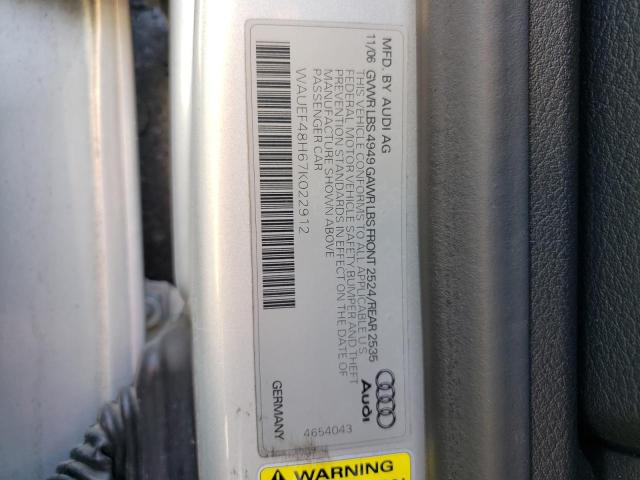 MFD. BY AUDI AG
11/06 GVWR LBS 4949 GAWR LBS FRONT 2524/REAR 2535
THIS VEHICLE CONFORMS TO ALL APPLICABLE U.S.
FEDERAL MOTOR VEHICLE SAFETY, BUMPER AND THEFT
PREVENTION STANDARDS IN EFFECT ON THE DATE OF
MANUFACTURE SHOWN ABOVE
PASSENGER CAR
WAUEF48H67K022912
Audi
4654043
GERMANY
WARNING